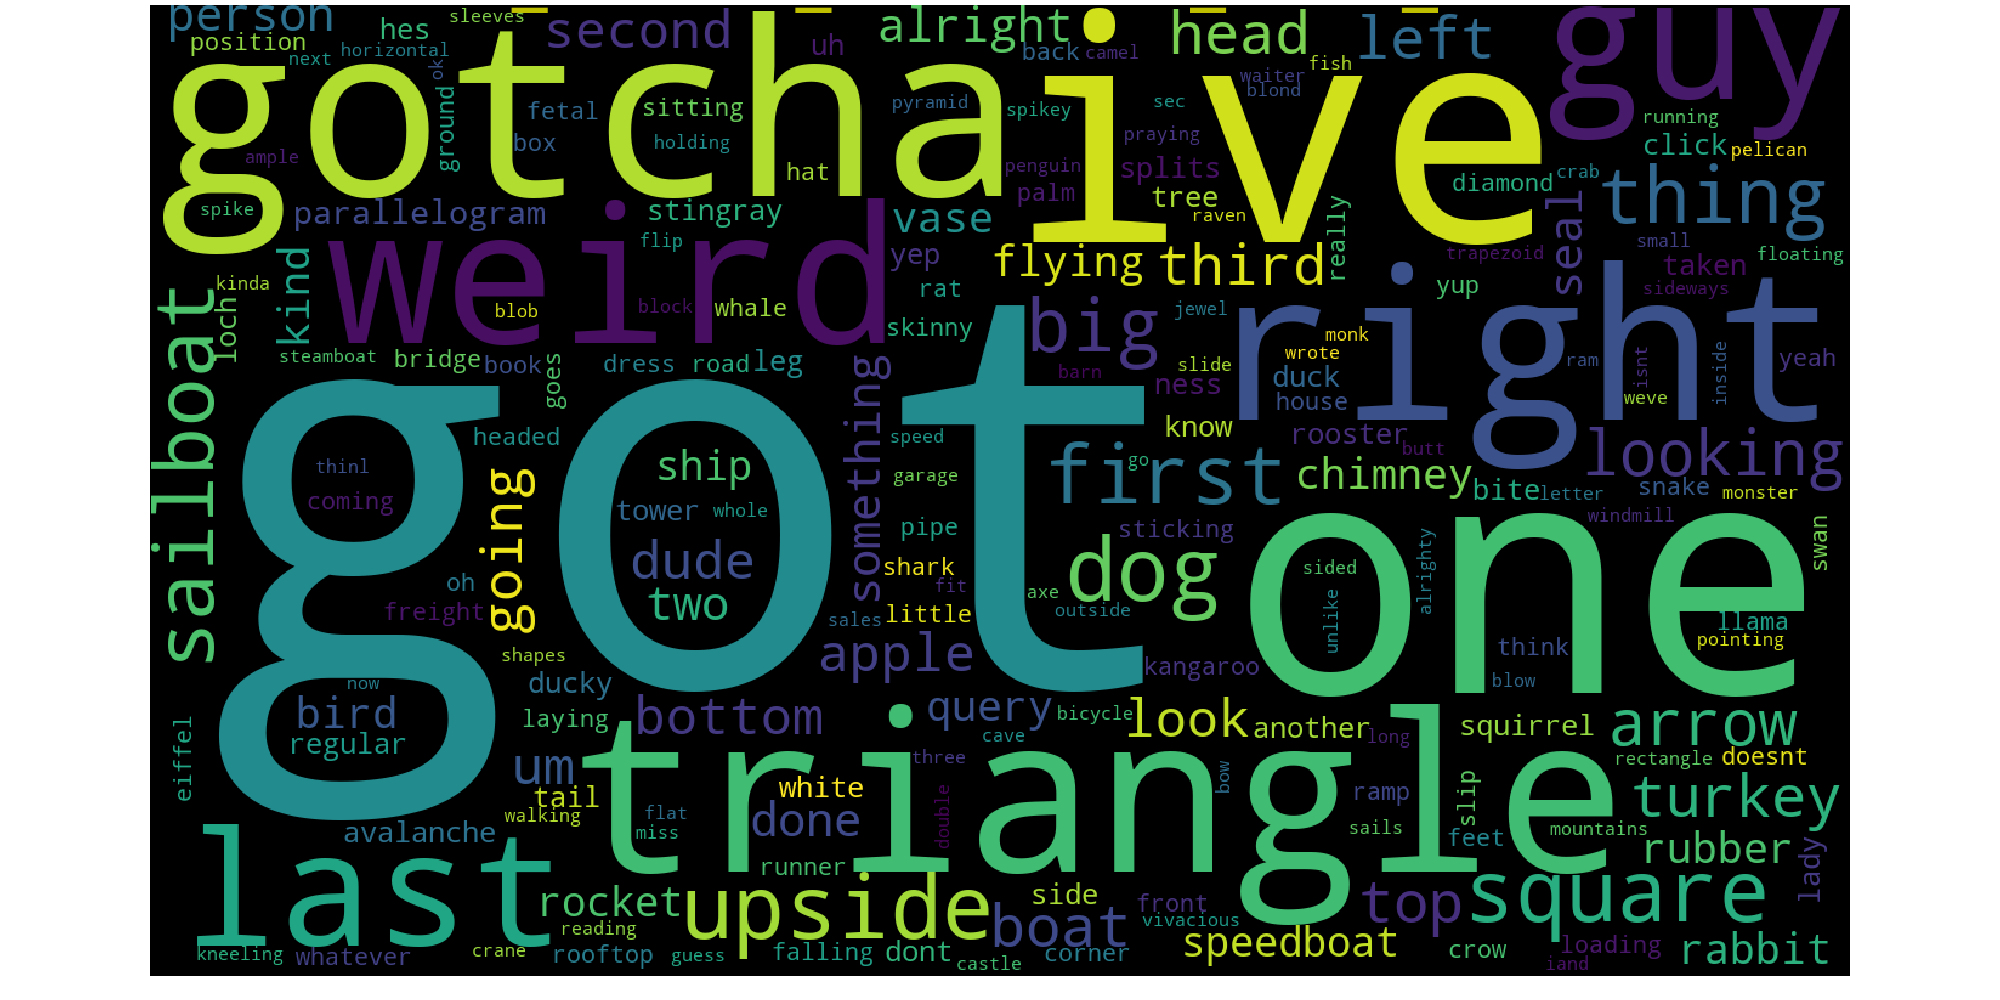 person
sleeves
hes
position
next
horizontal
ok
second
uh
alright
back
camel
head
left
guy
gotcha
ive
fish
waiter
blond
ground
fetal
box
sitting
holding
pyramid
spikey
sec
praying
running
click
pelican
ample
hat
penguin
palm
splits
tree
raven
diamond
crab
thing
spike
parallelogram
stingray
vase
really
seal
small
floating
weird
flip
yep
flying
third
trapezoid
taken
kinda
kind
loch
blob
block
whale
rat
skinny
big
jewel
yup
sideways
sailboat
steamboat
bridge
book
goes
dress
road
leg
something
barn
slide
ness
right
monk
wrote
duck
house
ram
isnt
weve
inside
yeah
got
headed
speed
know
rooster
butt
looking
thinl
coming
going
ship
tower
whole
garage
first
go
chimney
bite
letter
snake
monster
windmill
pipe
sticking
swan
oh
freight
dude
two
shark
fit
little
sales
axe
dog
outside
one
sided
unlike
alrighty
llama
pointing
think
blow
shapes
apple
kangaroo
now
bird
regular
eiffel
ducky
laying
bottom
query
bicycle
cave
look
another
long
squirrel
arrow
rectangle
doesnt
um
triangle
three
tail
walking
white
done
flat
miss
double
bow
ramp
sails
slip
feet
mountains
turkey
rubber
lady
avalanche
last
runner
rocket
reading
upside
side
boat
front
vivacious
top
square
speedboat
kneeling
whatever
crane
rooftop
guess
falling
dont
castle
corner
crow
loading
iand
rabbit